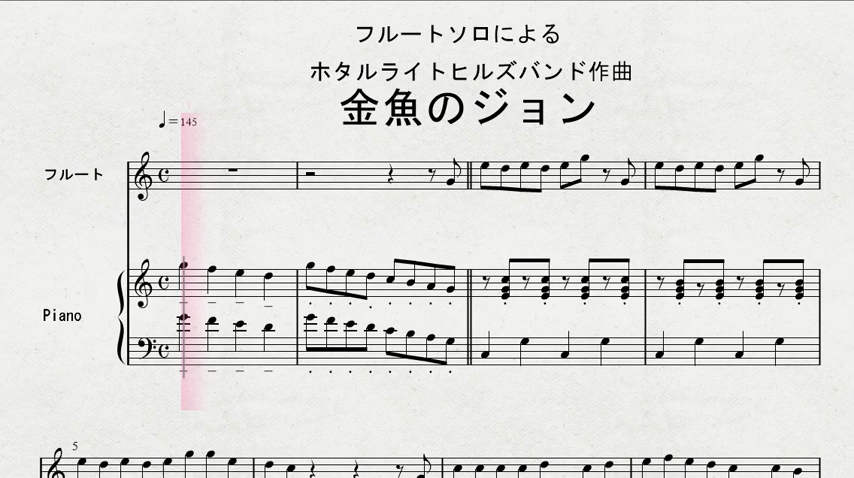 フルートソロによる
ホタルライトヒルズバンド作曲
金魚のジョン
♩=145
フルート
Piano
5